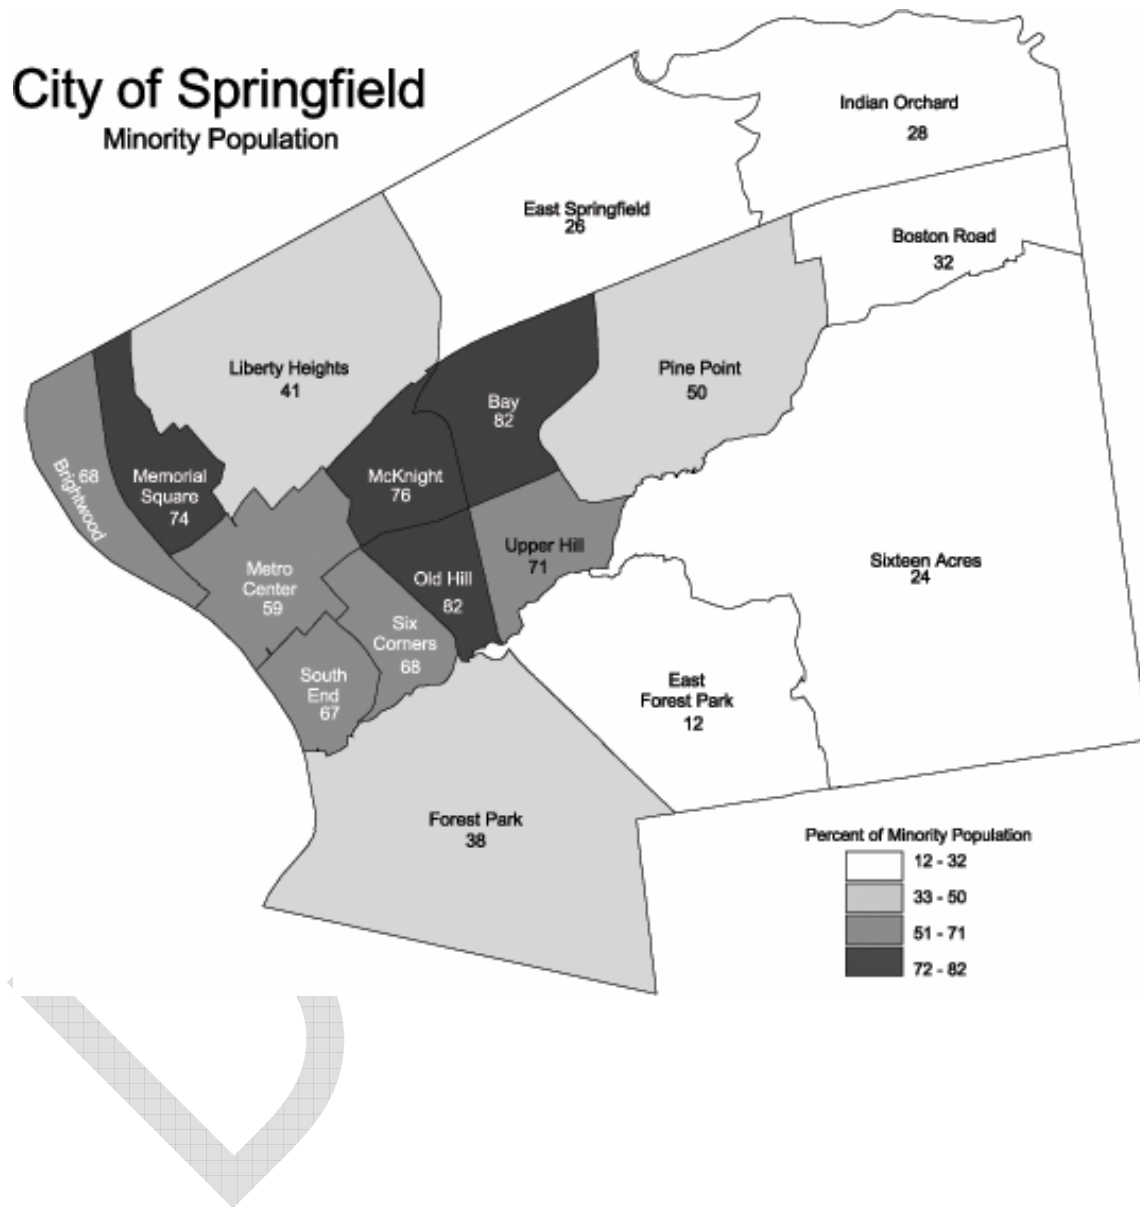 City of Springfield
Minority Population
Indian Orchard
28
East Springfield
26
Boston Road
32
Liberty Heights
41
Pine Point
50
Bay
82
Memorial
Square
74
68
Brightwood
McKnight
76
Upper Hill
71
Sixteen Acres
24
Metro
Center
59
Old Hill
82
Six
Corners
68
South
End
67
East
Forest Park
12
Forest Park
38
Percent of Minority Population
12 - 32
33 - 50
51 - 71
72 - 82